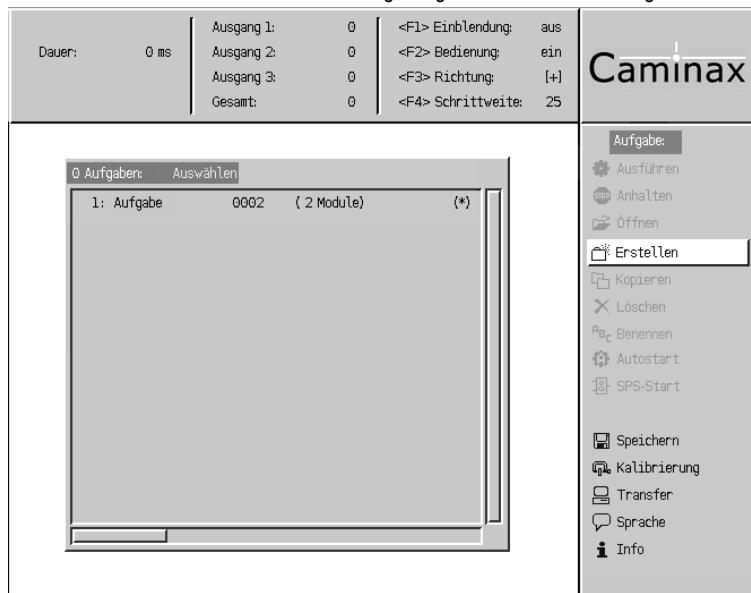 Dauer: 0 ms
Ausgang 1: 0
Ausgang 2: 0
Ausgang 3: 0
Gesamt: 0
<F1> Einblendung: aus
<F2> Bedienung: ein
<F3> Richtung: [+]
<F4> Schrittweite: 25
Caminax
0 Aufgaben: Auswählen
1: Aufgabe 0002 ( 2 Module) (*)
Aufgabe:
Ausführen
STOP Anhalten
Öffnen
Erstellen
Kopieren
Löschen
ABC Benennen
Autostart
SPS-Start
Speichern
Kalibrierung
Transfer
Sprache
i Info